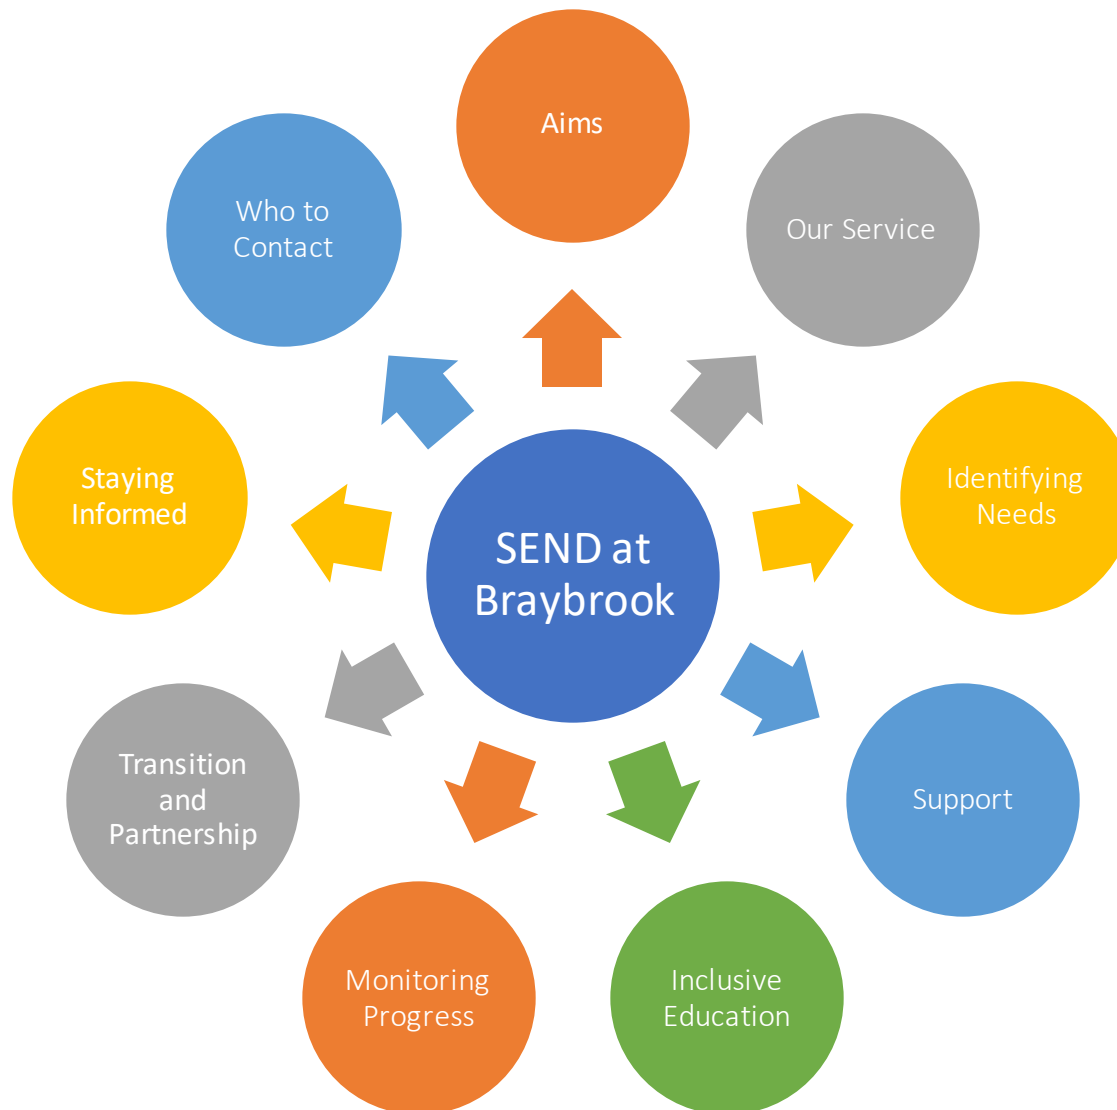 Aims
Our Service
Identifying
Needs
Support
Inclusive
Education
Monitoring
Progress
Transition
and
Partnership
Staying
Informed
Who to
Contact
SEND at
Braybrook